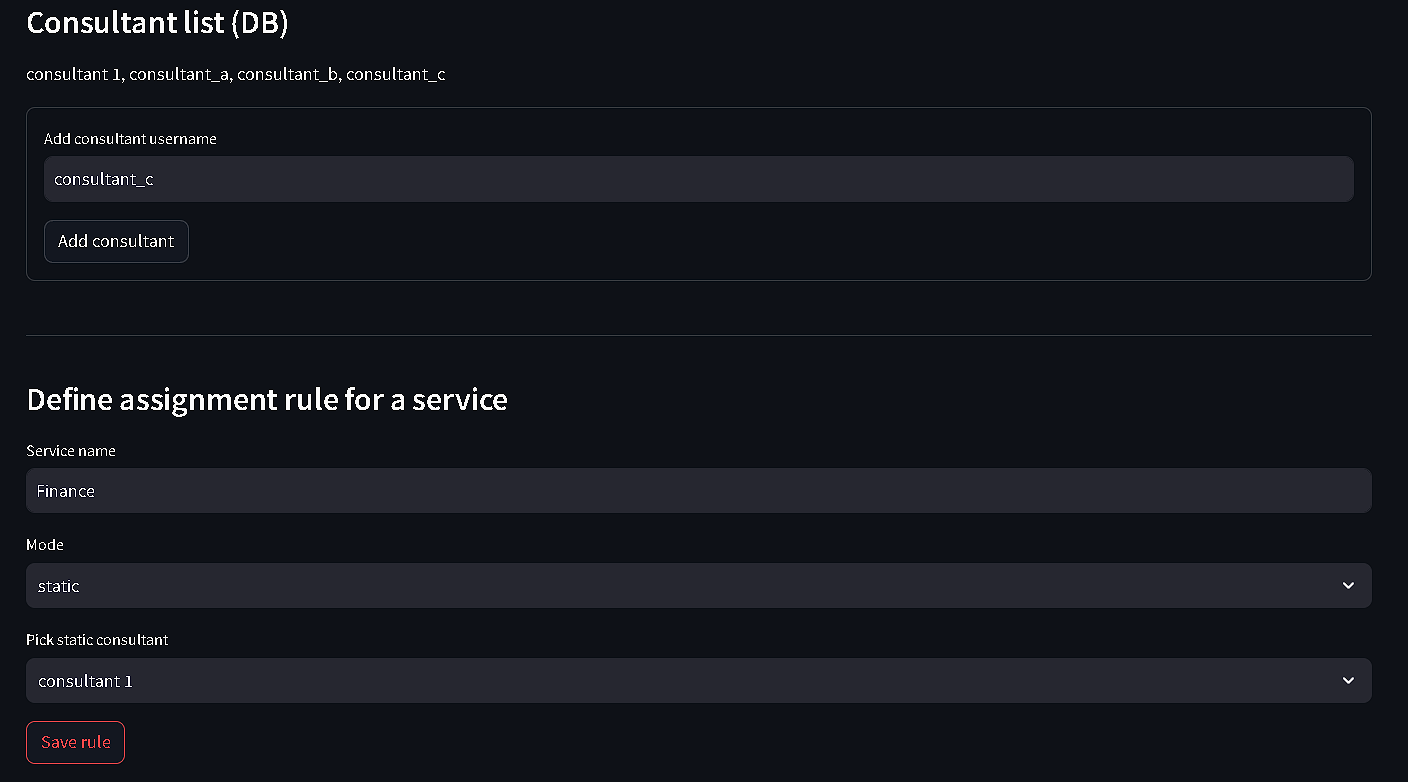 Consultant list (DB)
consultant 1, consultant_a, consultant_b, consultant_c
Add consultant username
consultant_c
Add consultant
Define assignment rule for a service
Service name
Finance
Mode
static
Pick static consultant
consultant 1
Save rule